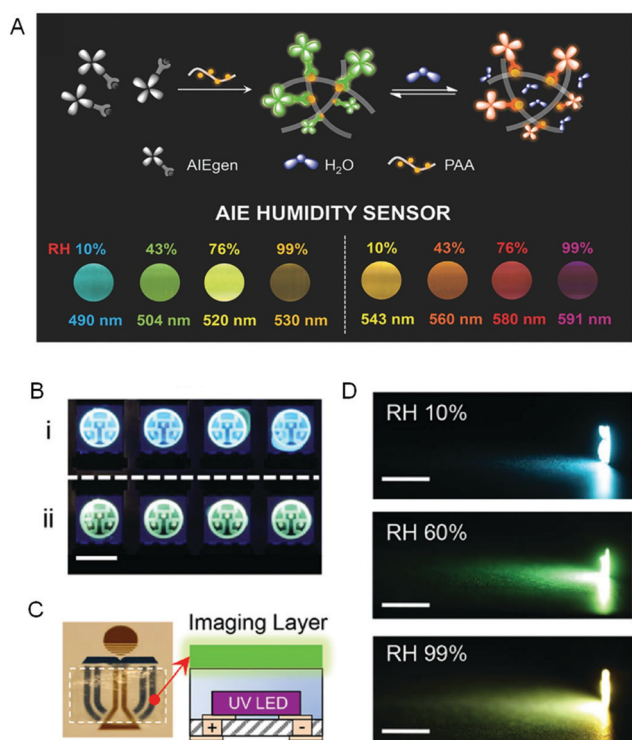 A
AIEgen
H₂O
PAA
AIE HUMIDITY SENSOR
RH 10% 43% 76% 99% 10% 43% 76% 99%
490 nm 504 nm 520 nm 530 nm 543 nm 560 nm 580 nm 591 nm
PAA
B
i
ii
C
Imaging Layer
UV LED
+ -
D
RH 10%
RH 60%
RH 99%